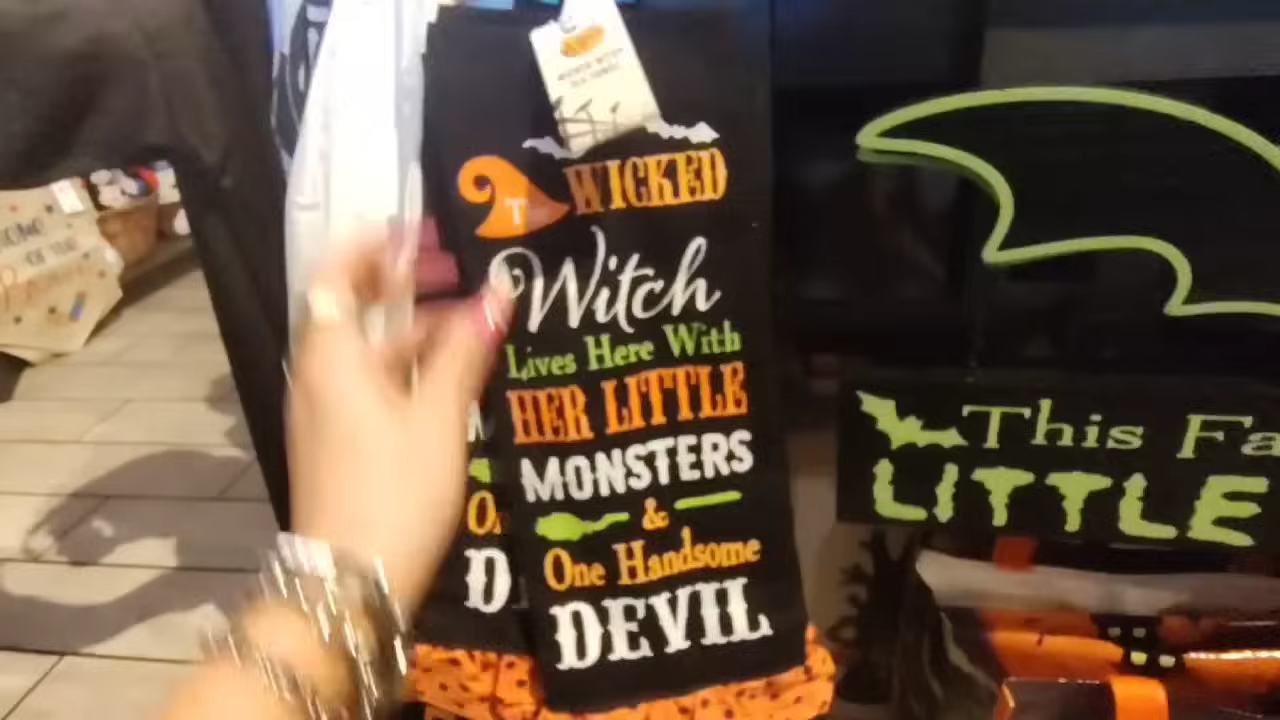 T WICKED
Witch
Lives Here With
HER LITTLE
MONSTERS
&
One Handsome
DEVIL
This Fa
LITTLE
D